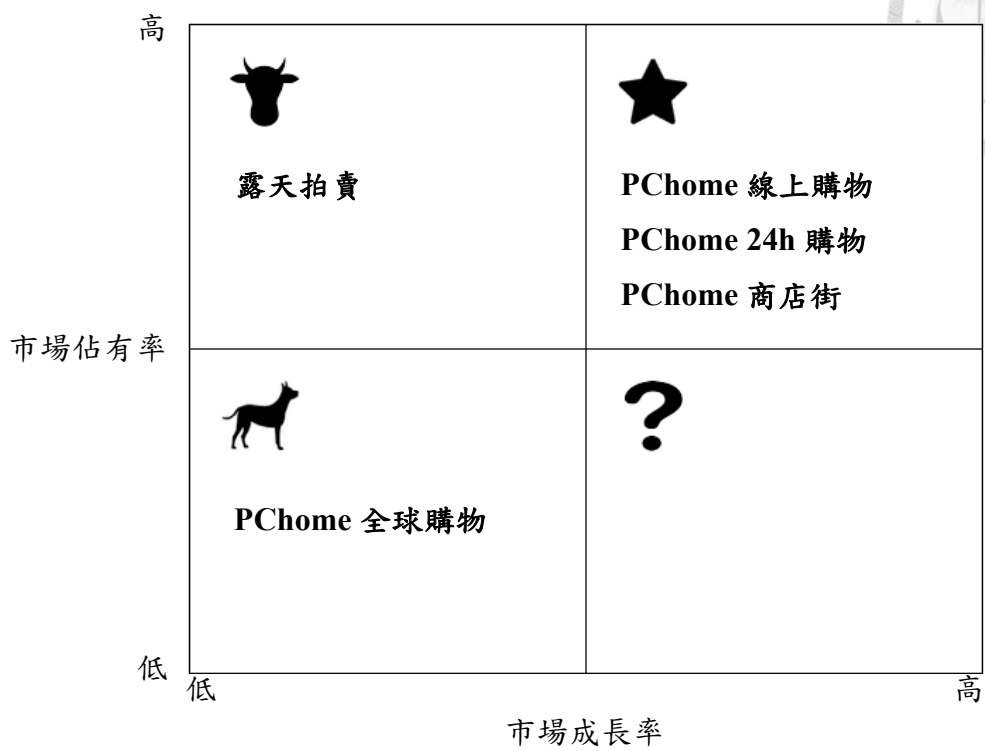 高
露天拍賣
PChome 線上購物
PChome 24h 購物
PChome 商店街
市場佔有率
?
PChome 全球購物
低
低
高
市場成長率